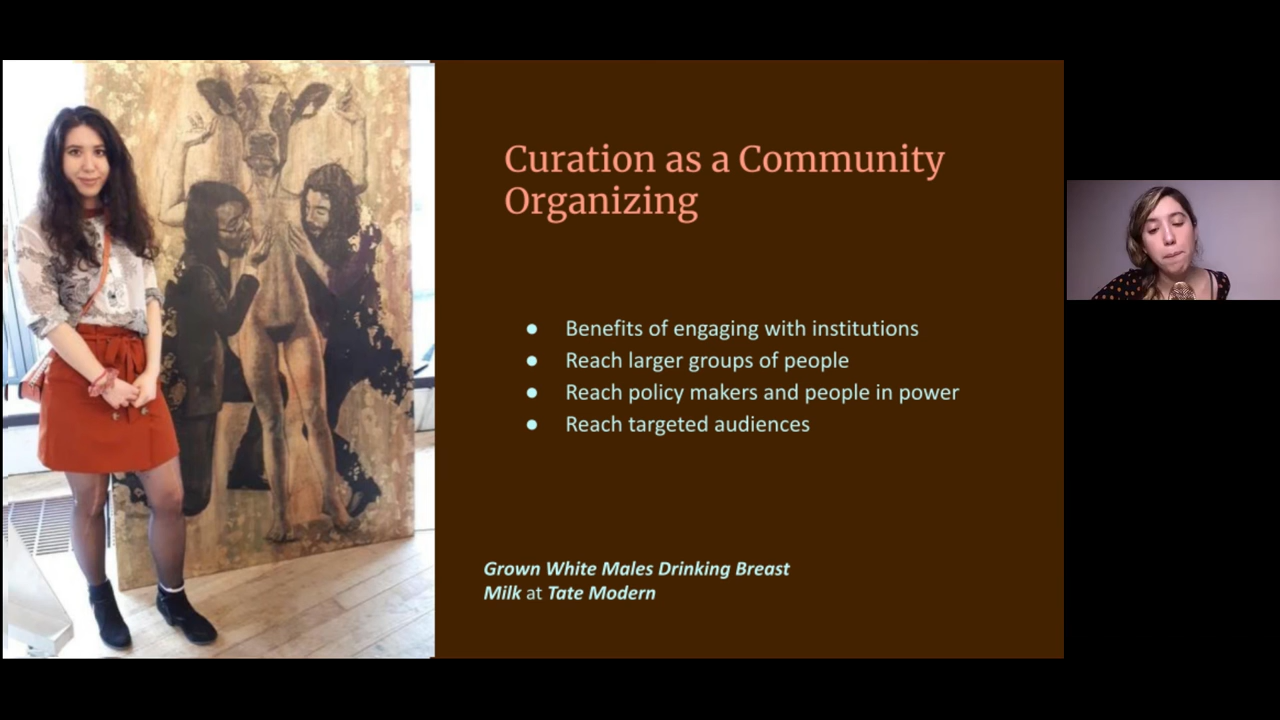 Curation as a Community
Organizing
● Benefits of engaging with institutions
● Reach larger groups of people
● Reach policy makers and people in power
● Reach targeted audiences
Grown White Males Drinking Breast
Milk at Tate Modern